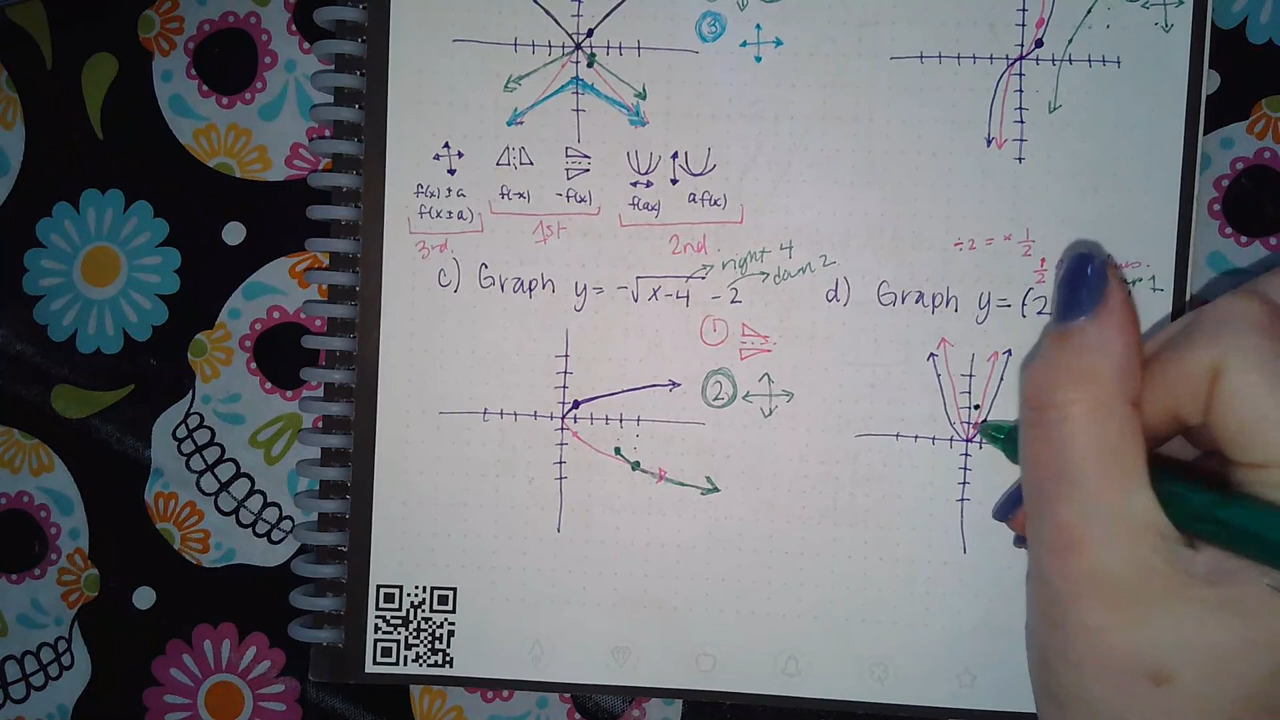 ③
f(x) ± a
f(x ± a)
f(-x)
-f(x)
f(ax)
af(x)
3rd.
1st
2nd.
right 4
down 2
c) Graph y = -√x-4 - 2
①
②
÷2 = × 1/2
d) Graph y = (2